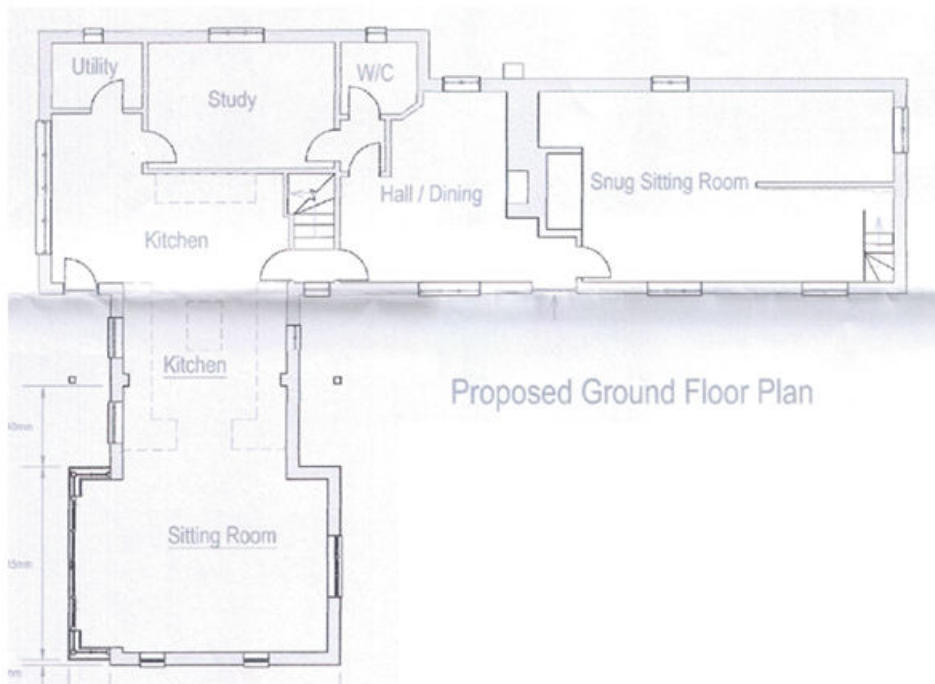 Utility
Study
W/C
Hall / Dining
Snug Sitting Room
Kitchen
Kitchen
Proposed Ground Floor Plan
Sitting Room